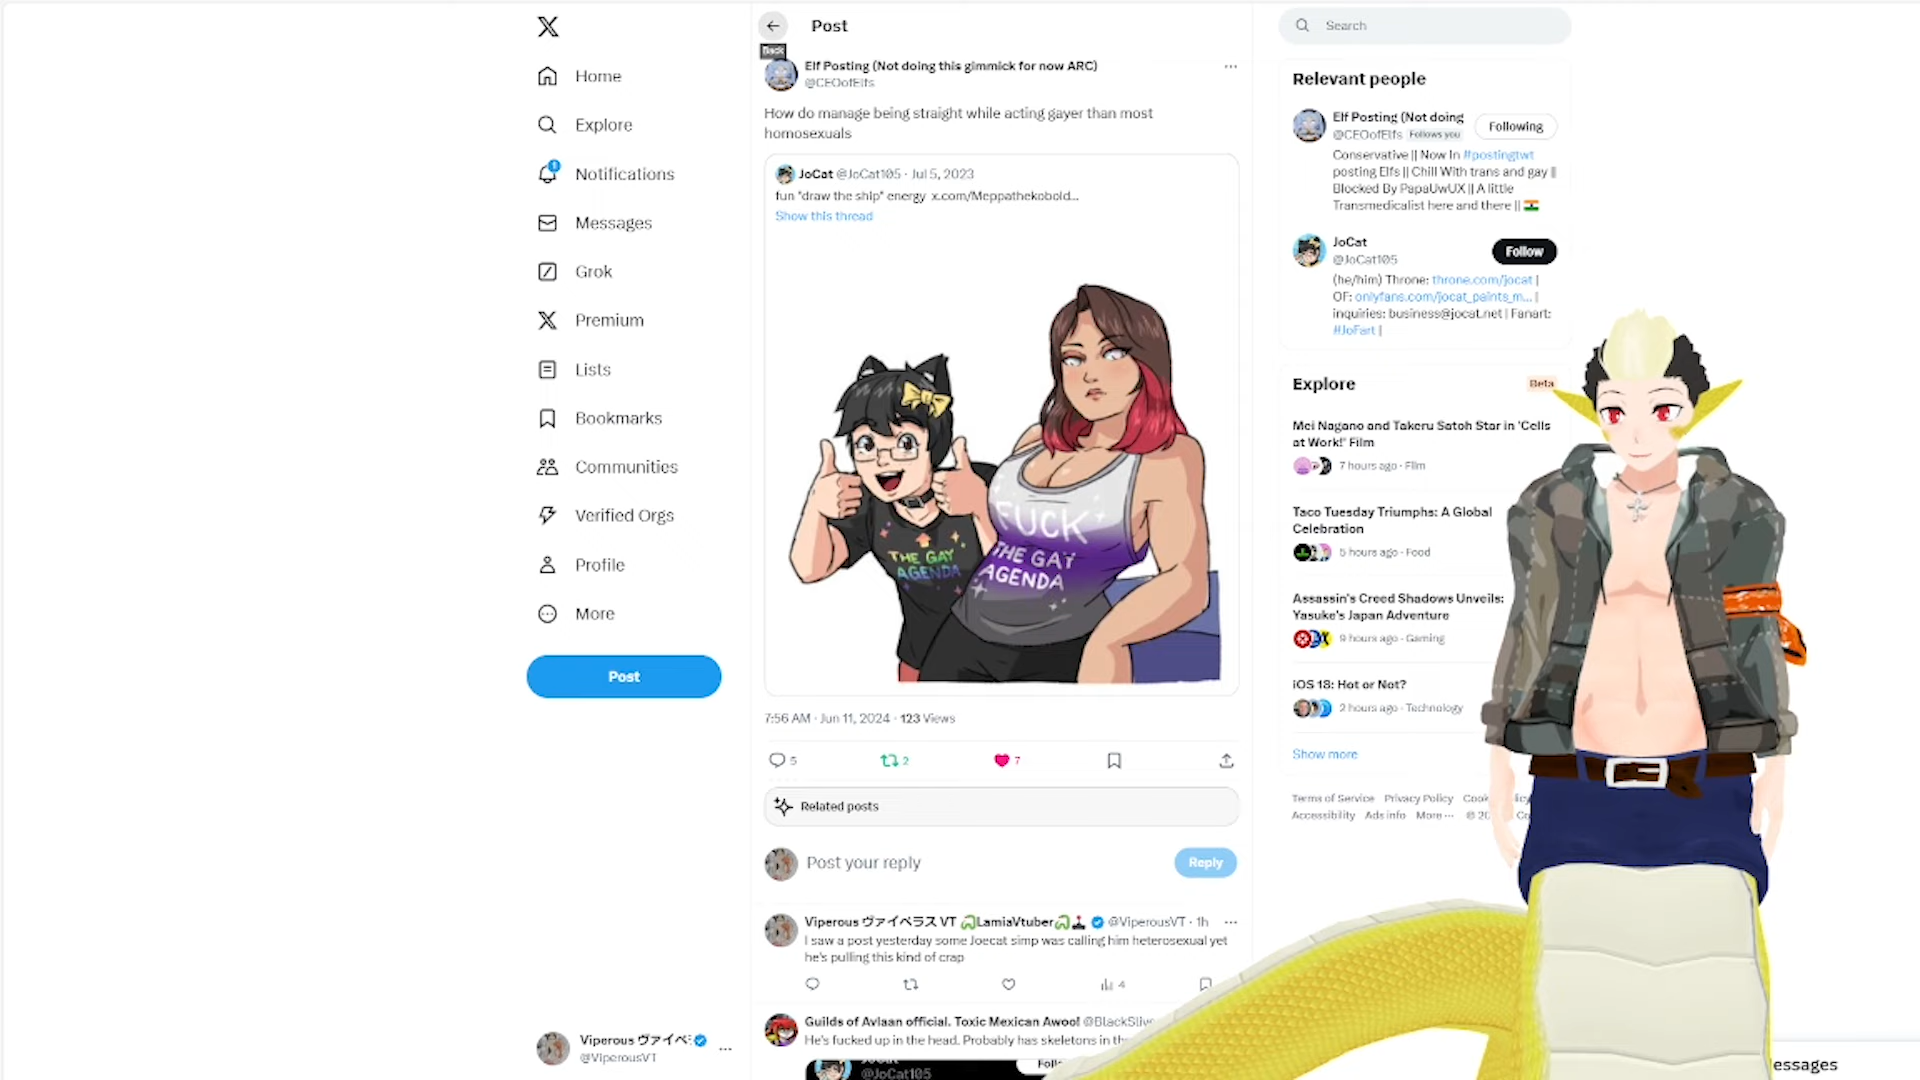 Home
Explore
Notifications
Messages
Grok
Premium
Lists
Bookmarks
Communities
Verified Orgs
Profile
More
Post
Viperous ヴァイペ
@ViperousVT
Post
Back
Elf Posting (Not doing this gimmick for now ARC)
@CEOofElfs
How do manage being straight while acting gayer than most
homosexuals
JoCat @JoCat105 · Jul 5, 2023
fun "draw the ship" energy x.com/Meppathekobold...
Show this thread
THE GAY
AGENDA
FUCK
THE GAY
AGENDA
7:56 AM · Jun 11, 2024 · 123 Views
5 2 7
Related posts
Post your reply
Reply
Viperous ヴァイペラス VT LamiaVtuber @ViperousVT · 1h
I saw a post yesterday some Joecat simp was calling him heterosexual yet
he's pulling this kind of crap
4
Guilds of Avlaan official. Toxic Mexican Awoo!
He's fucked up in the head. Probably has skeletons in
JoCat
@JoCat105
Search
Relevant people
Elf Posting (Not doing
@CEOofElfs Follows you
Following
Conservative || Now In #postingtwt
posting Elfs || Chill With trans and gay ||
Blocked By PapaUwUX || A little
Transmedicalist here and there ||
JoCat
@JoCat105
Follow
(he/him) Throne: throne.com/jocat |
OF: onlyfans.com/jocat_paints_m... |
inquiries: business@jocat.net | Fanart:
#JoFart |
Explore
Beta
Mei Nagano and Takeru Satoh Star in 'Cells
at Work!' Film
7 hours ago · Film
Taco Tuesday Triumphs: A Global
Celebration
5 hours ago · Food
Assassin's Creed Shadows Unveils:
Yasuke's Japan Adventure
9 hours ago · Gaming
iOS 18: Hot or Not?
2 hours ago · Technology
Show more
Terms of Service Privacy Policy
Accessibility Ads info More ···
essages